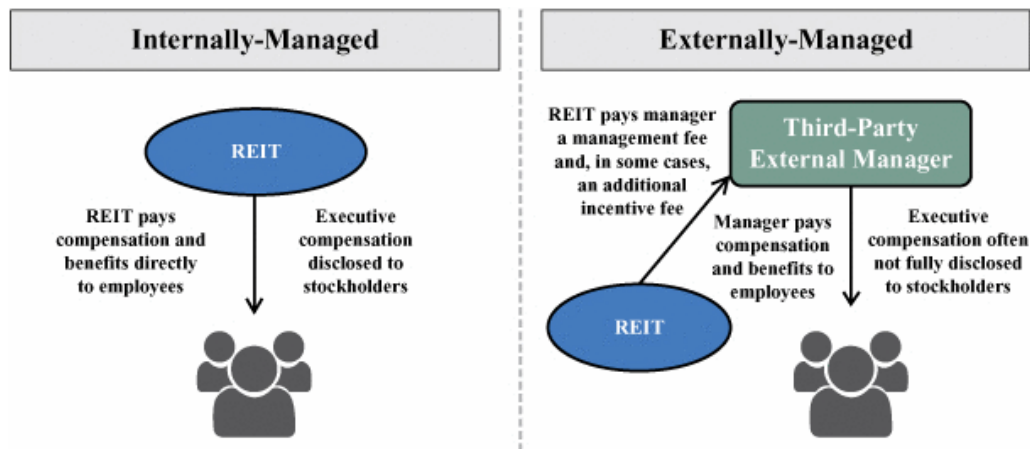 Internally-Managed
REIT
REIT pays
compensation and
benefits directly
to employees
Executive
compensation
disclosed to
stockholders
Externally-Managed
REIT pays manager
a management fee
and, in some cases,
an additional
incentive fee
Third-Party
External Manager
Manager pays
compensation
and benefits to
employees
Executive
compensation often
not fully disclosed
to stockholders
REIT